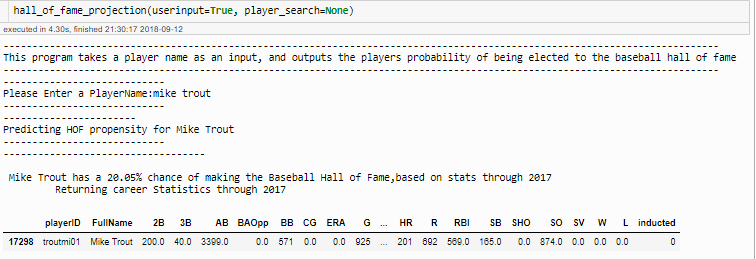 hall_of_fame_projection(userinput=True, player_search=None)
executed in 4.30s, finished 21:30:17 2018-09-12
--------------------------------------------------------------------------------------------------------------------------
This program takes a player name as an input, and outputs the players probability of being elected to the baseball hall of fame
--------------------------------------------------------------------------------------------------------------------------
----------------------------
Please Enter a PlayerName:mike trout
----------------------------
-----------------------
Predicting HOF propensity for Mike Trout
----------------------------
-----------------------------------
Mike Trout has a 20.05% chance of making the Baseball Hall of Fame,based on stats through 2017
Returning career Statistics through 2017
playerID FullName 2B 3B AB BAOpp BB CG ERA G ... HR R RBI SB SHO SO SV W L inducted
17298 troutmi01 Mike Trout 200.0 40.0 3399.0 0.0 571 0.0 0.0 925 ... 201 692 569.0 165.0 0.0 874.0 0.0 0.0 0.0 0